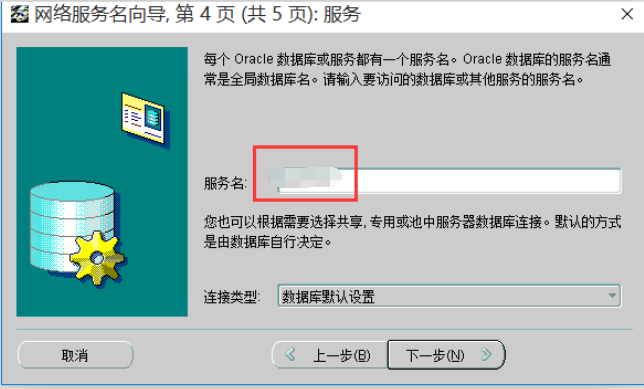 网络服务名向导, 第 4 页 (共 5 页): 服务
每个 Oracle 数据库或服务都有一个服务名。Oracle 数据库的服务名通
常是全局数据库名。请输入要访问的数据库或其他服务的服务名。
服务名:
您也可以根据需要选择共享, 专用或池中服务器数据库连接。默认的方式
是由数据库自行决定。
连接类型: 数据库默认设置
取消 上一步(B) 下一步(N)